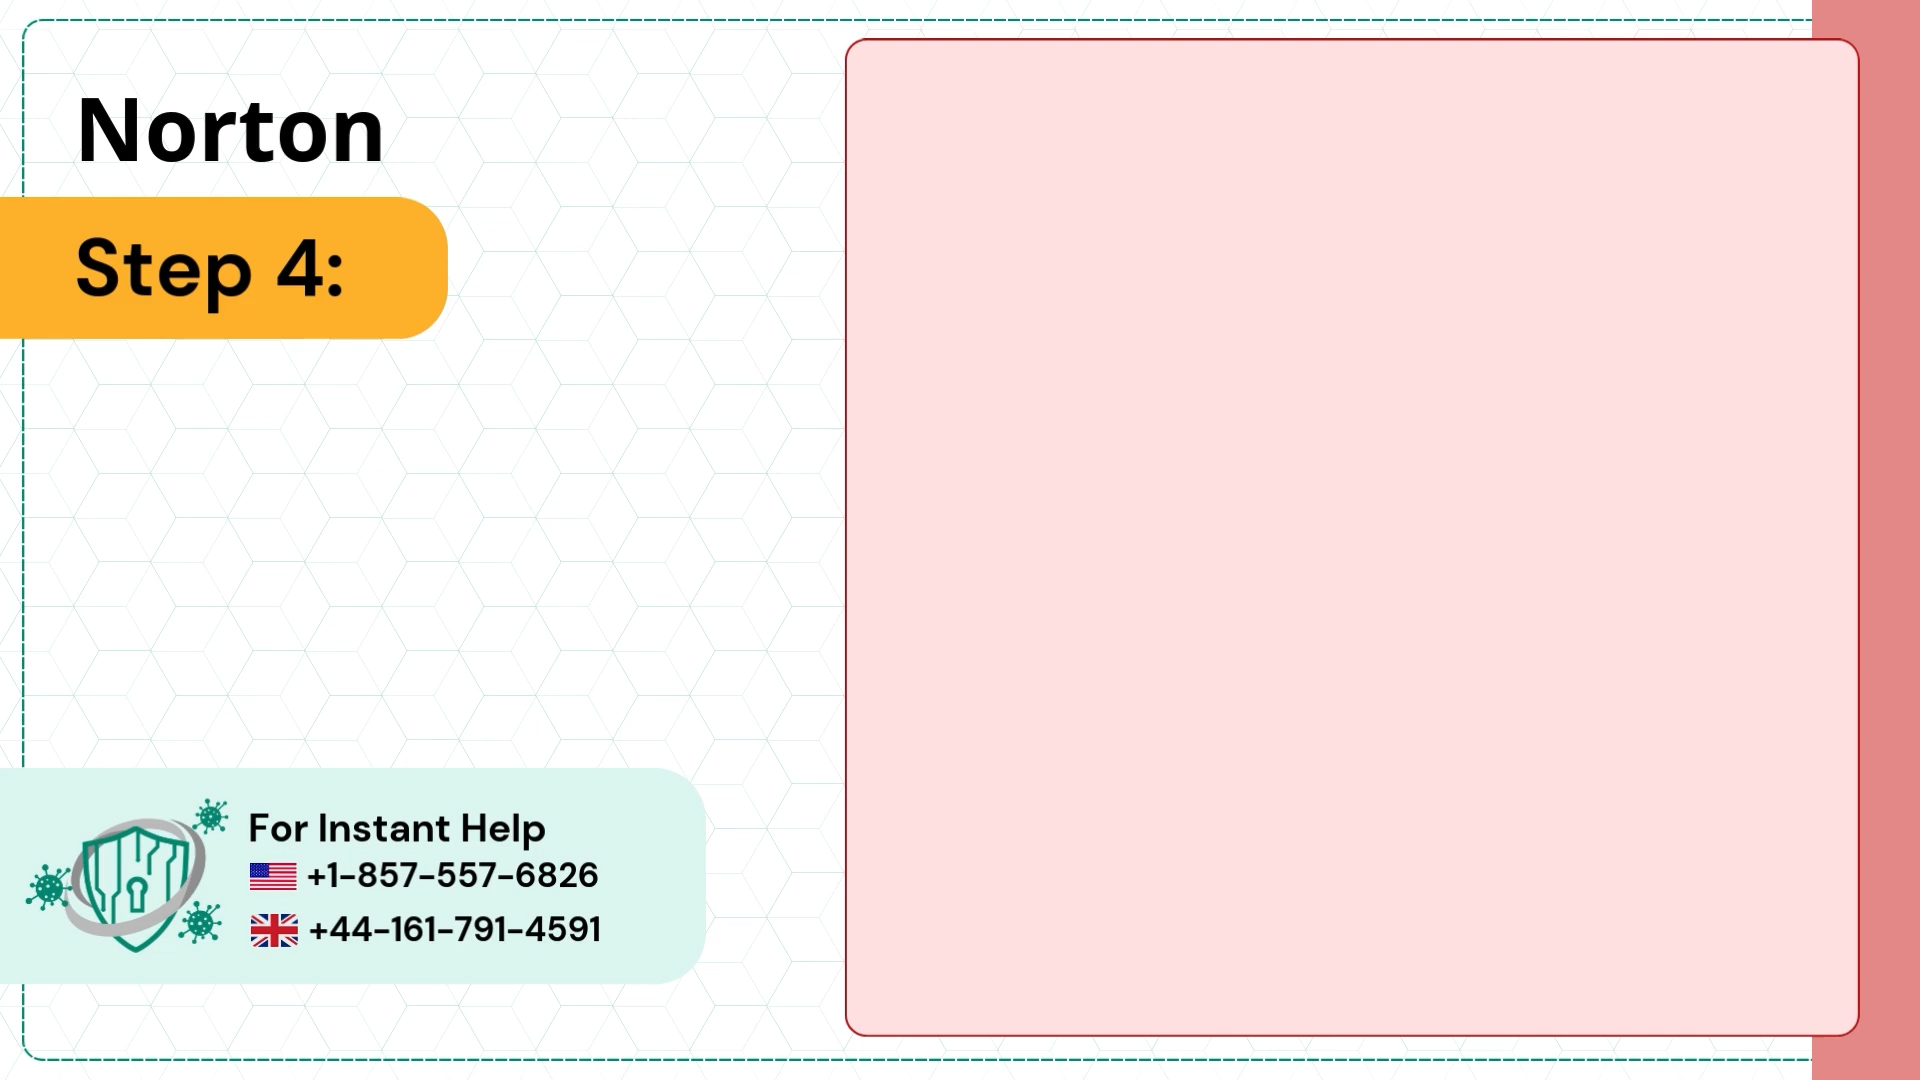 Norton
Step 4:
For Instant Help
+1-857-557-6826
+44-161-791-4591